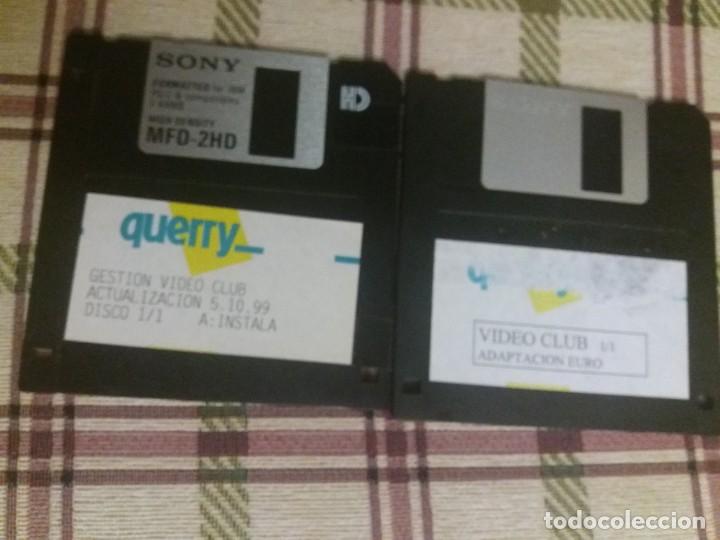 SONY
FORMATTED for IBM
HIGH DENSITY
MFD-2HD
HD
querry_
GESTION VIDEO CLUB
ACTUALIZACION 5.10.99
DISCO 1/1 A:INSTALA
VIDEO CLUB 1/1
ADAPTACION EURO
todocoleccion